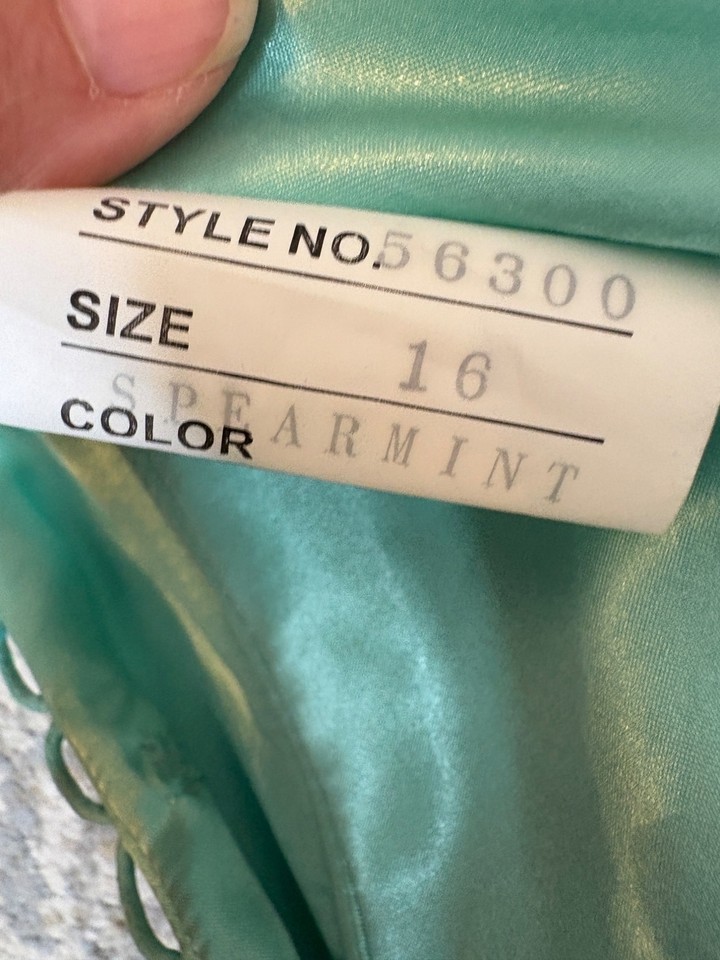 STYLE NO. 56300
SIZE 16
COLOR SPEARMINT